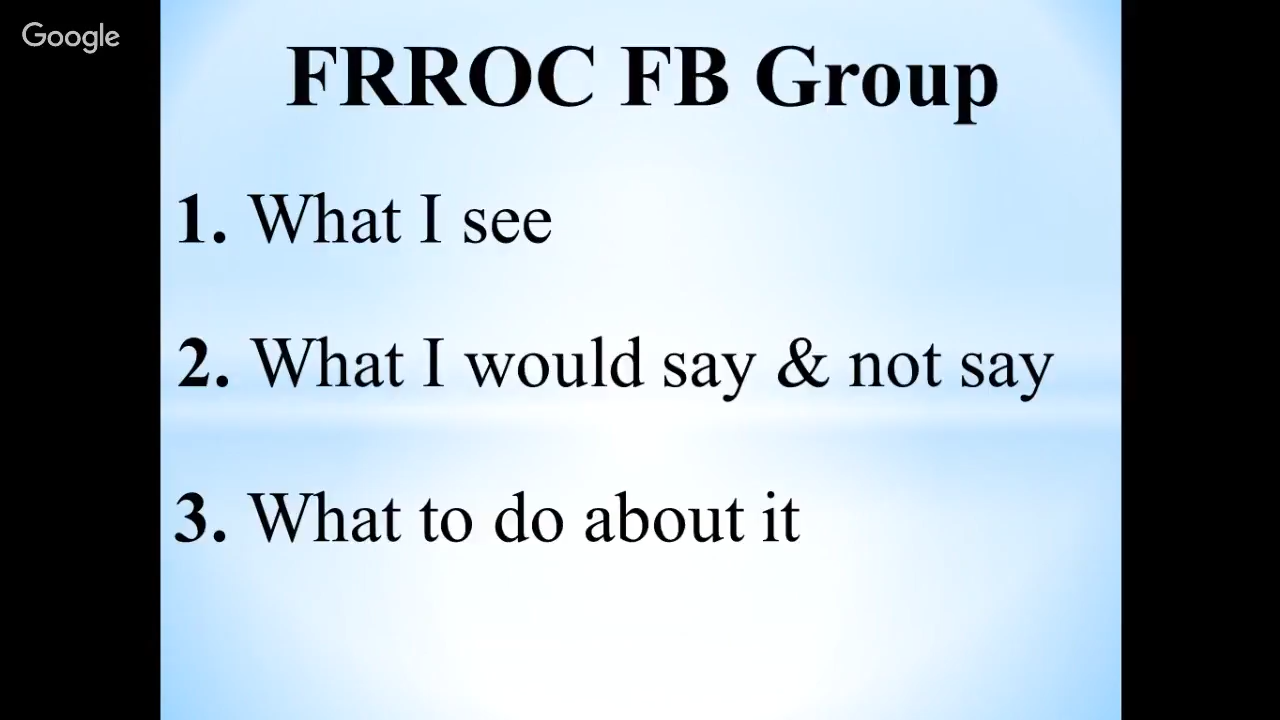 Google
FRROC FB Group
1. What I see
2. What I would say & not say
3. What to do about it